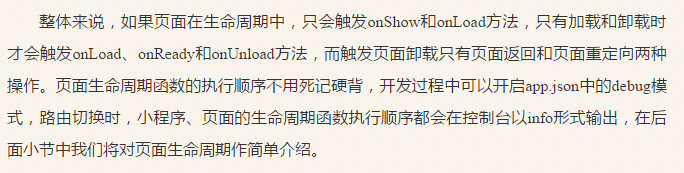 整体来说，如果页面在生命周期中，只会触发onShow和onLoad方法，只有加载和卸载时
才会触发onLoad、onReady和onUnload方法，而触发页面卸载只有页面返回和页面重定向两种
操作。页面生命周期函数的执行顺序不用死记硬背，开发过程中可以开启app.json中的debug模
式，路由切换时，小程序、页面的生命周期函数执行顺序都会在控制台以info形式输出，在后
面小节中我们将对页面生命周期作简单介绍。